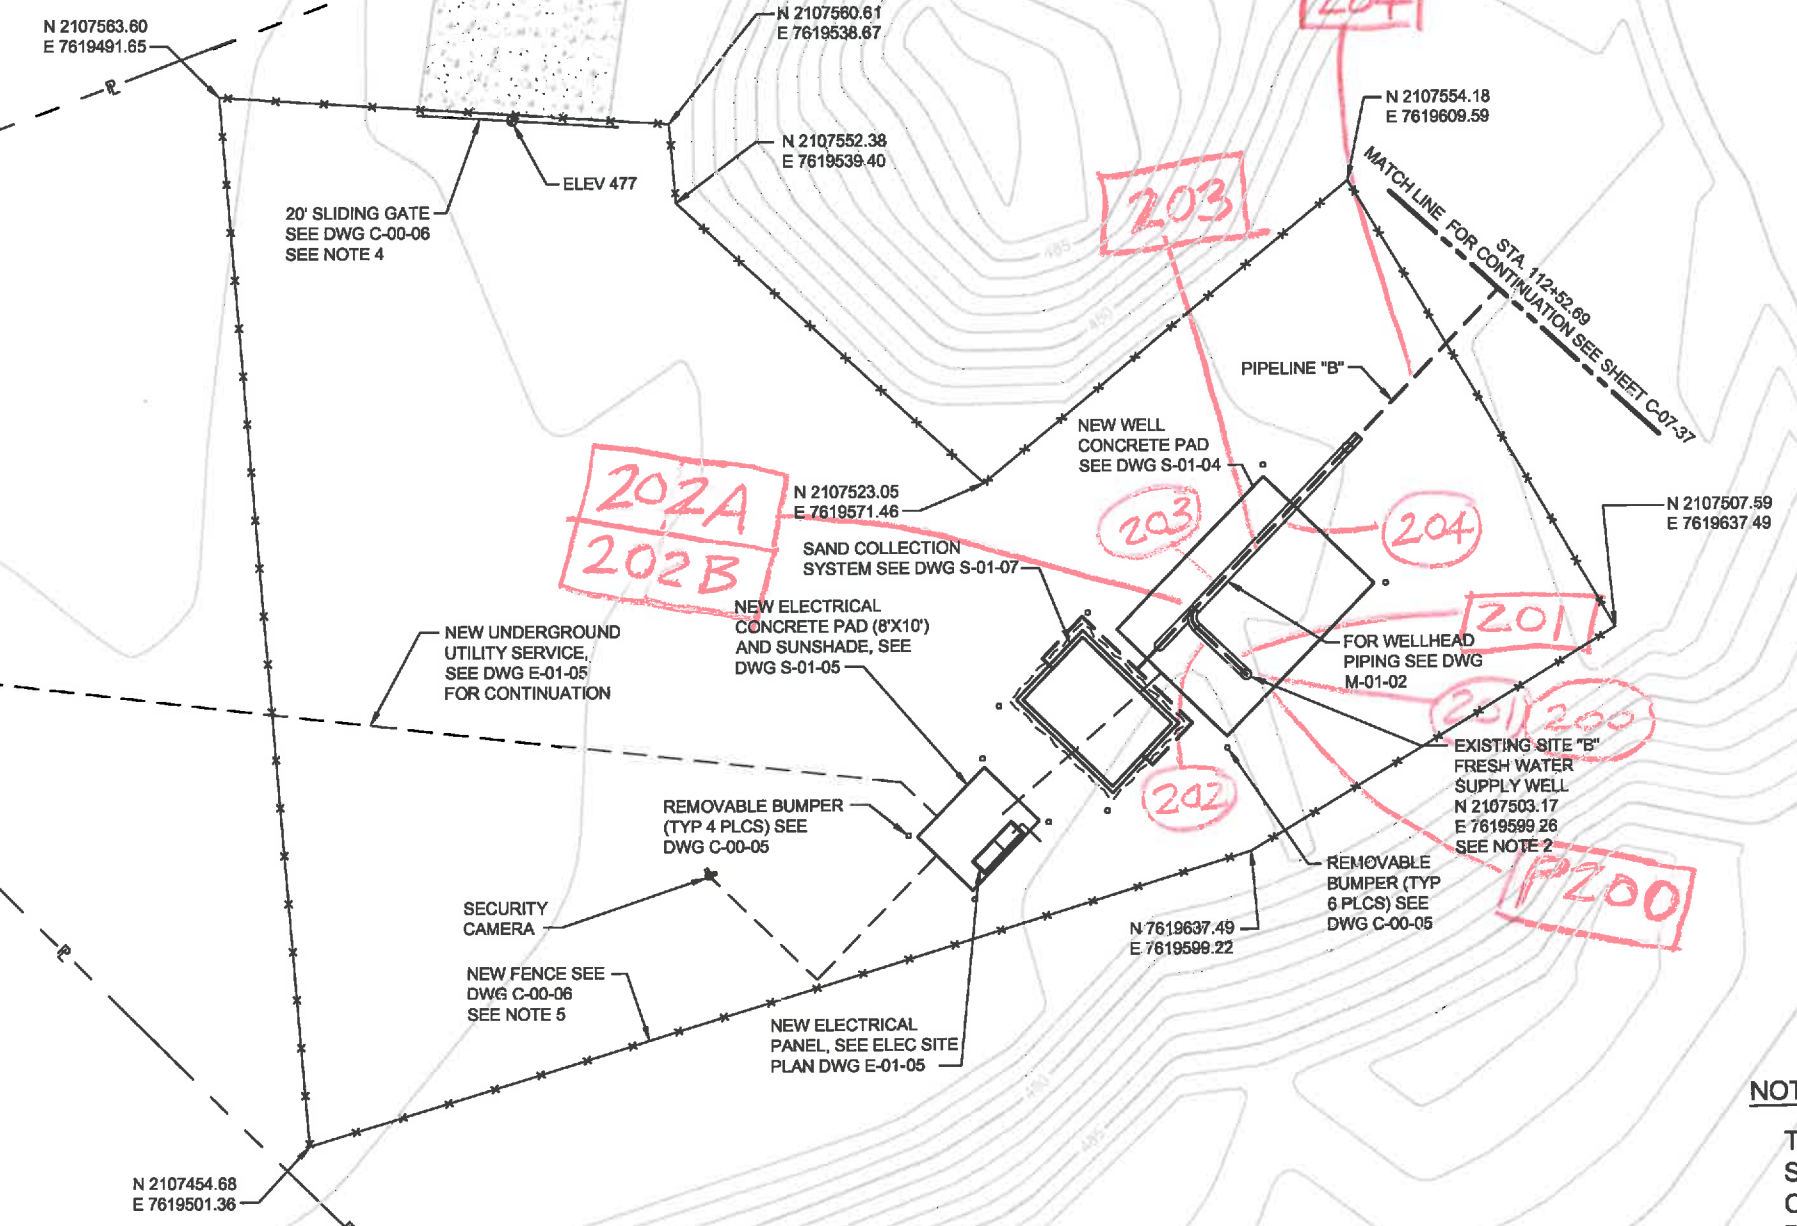 N 2107563.60
E 7619491.65
N 2107560.61
E 7619538.67
204
N 2107554.18
E 7619609.59
N 2107552.38
E 7619539.40
ELEV 477
20' SLIDING GATE
SEE DWG C-00-06
SEE NOTE 4
203
485
480
MATCH LINE FOR CONTINUATION SEE SHEET C-07-37
STA. 112+52.69
PIPELINE "B"
NEW WELL
CONCRETE PAD
SEE DWG S-01-04
202A
202B
N 2107523.05
E 7619571.46
203
204
N 2107507.59
E 7619637.49
SAND COLLECTION
SYSTEM SEE DWG S-01-07
NEW ELECTRICAL
CONCRETE PAD (8'X10')
AND SUNSHADE, SEE
DWG S-01-05
201
NEW UNDERGROUND
UTILITY SERVICE,
SEE DWG E-01-05
FOR CONTINUATION
FOR WELLHEAD
PIPING SEE DWG
M-01-02
201
200
EXISTING SITE "B"
FRESH WATER
SUPPLY WELL
N 2107503.17
E 7619599.26
SEE NOTE 2
202
REMOVABLE BUMPER
(TYP 4 PLCS) SEE
DWG C-00-05
P200
REMOVABLE
BUMPER (TYP
6 PLCS) SEE
DWG C-00-05
SECURITY
CAMERA
N 7619637.49
E 7619599.22
NEW FENCE SEE
DWG C-00-06
SEE NOTE 5
NEW ELECTRICAL
PANEL, SEE ELEC SITE
PLAN DWG E-01-05
480
485
NOT
T
S
C
N 2107454.68
E 7619501.36